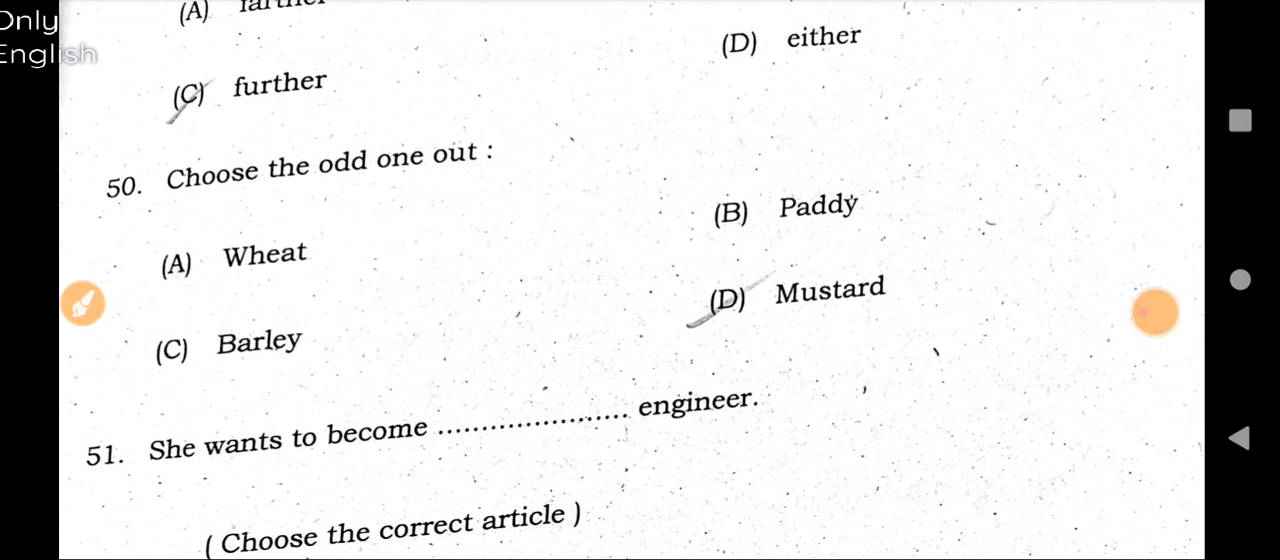 Only
English
(A) farther
(D) either
(C) further
50. Choose the odd one out :
(B) Paddy
(A) Wheat
(D) Mustard
(C) Barley
51. She wants to become ........................ engineer.
( Choose the correct article )